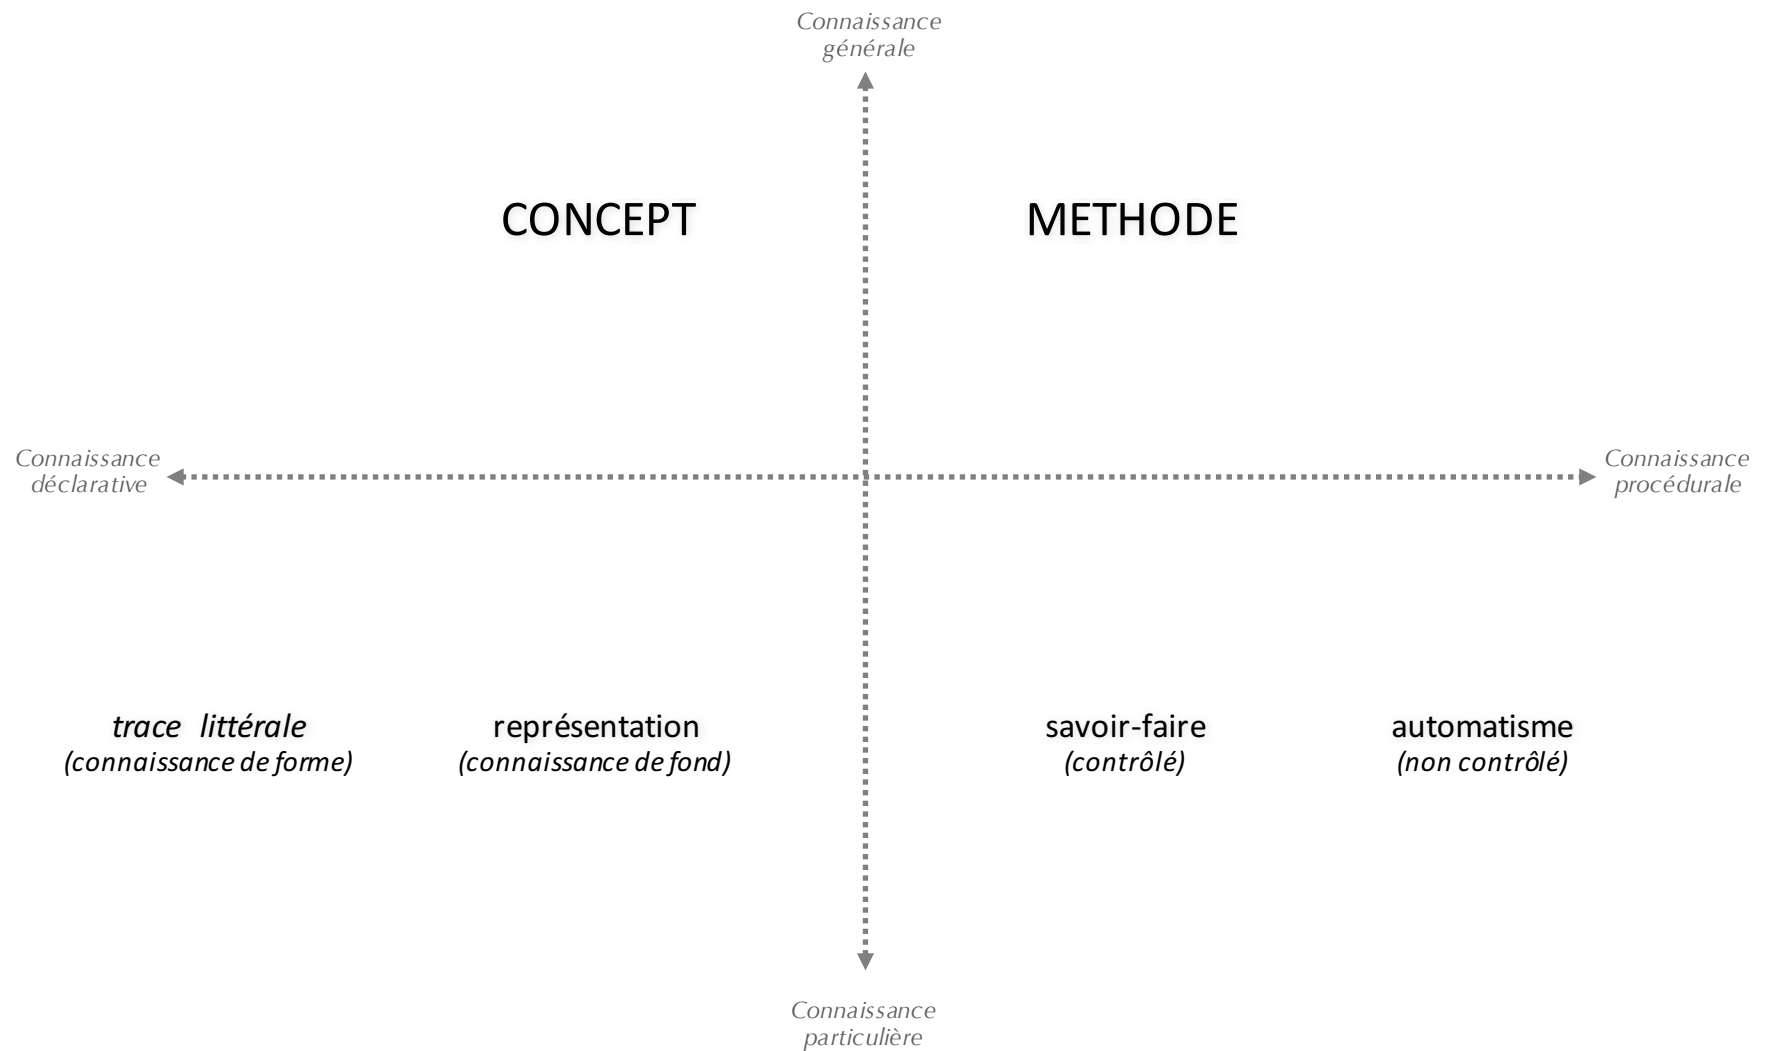 Connaissance
générale
CONCEPT
METHODE
Connaissance
déclarative
Connaissance
procédurale
trace littérale
(connaissance de forme)
représentation
(connaissance de fond)
savoir-faire
(contrôlé)
automatisme
(non contrôlé)
Connaissance
particulière